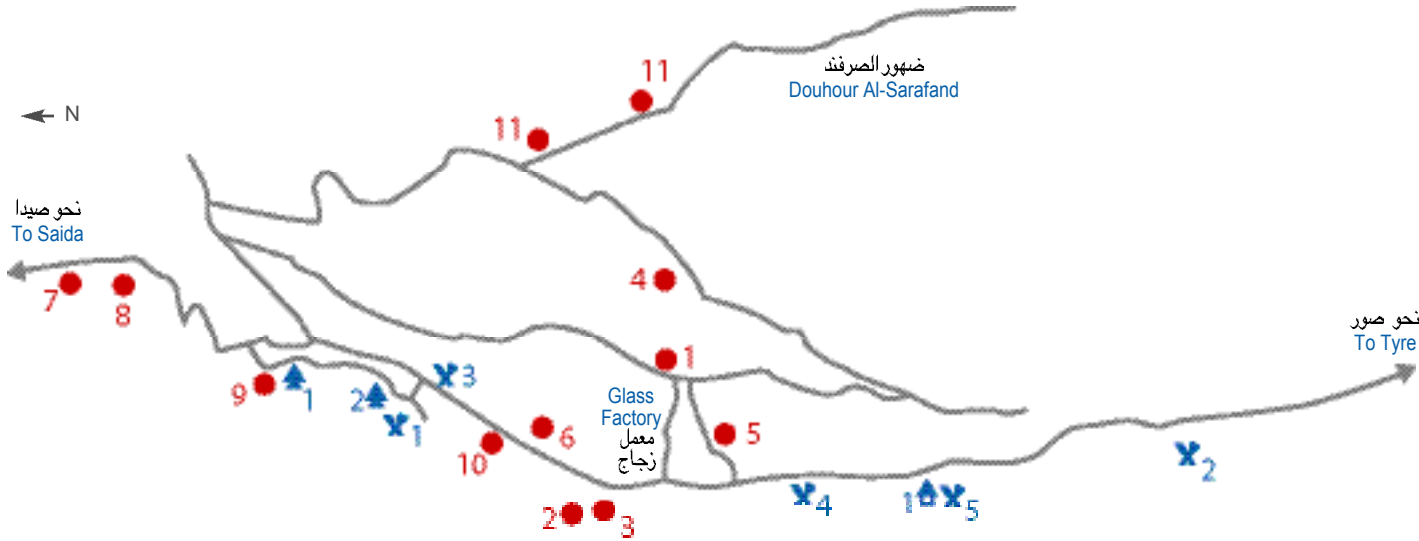 ضهور الصرفند
Douhour Al-Sarafand
11
11
N
نحو صيدا
To Saida
7
8
4
نحو صور
To Tyre
1
3
9
1
2
1
Glass
Factory
معمل
زجاج
10
6
5
2
2
3
4
1
5